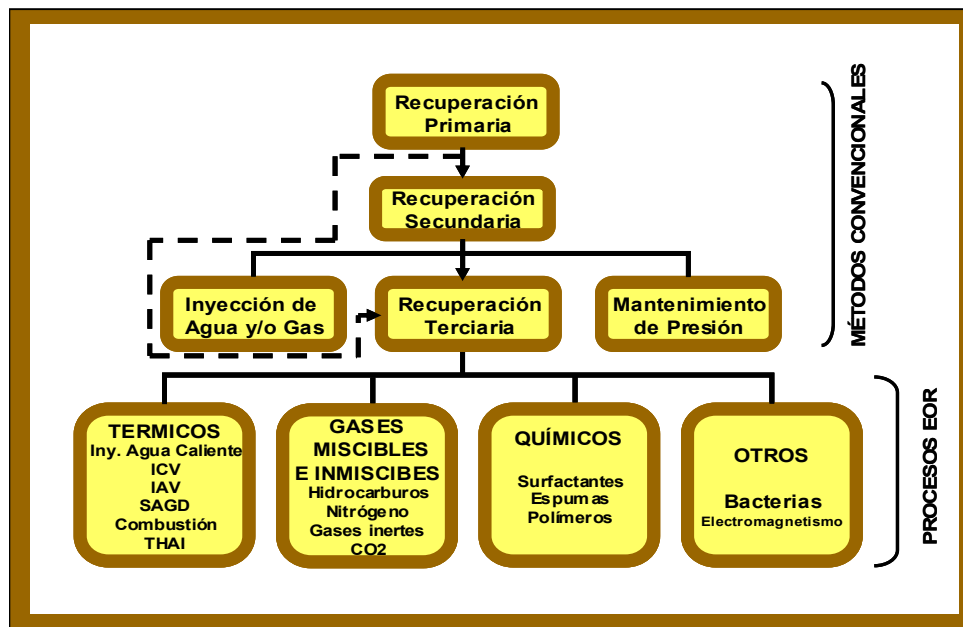 Recuperación
Primaria
Recuperación
Secundaria
Inyección de
Agua y/o Gas
Recuperación
Terciaria
Mantenimiento
de Presión
MÉTODOS CONVENCIONALES
TERMICOS
Iny. Agua Caliente
ICV
IAV
SAGD
Combustión
THAI
GASES
MISCIBLES
E INMISCIBES
Hidrocarburos
Nitrógeno
Gases inertes
CO2
QUÍMICOS
Surfactantes
Espumas
Polímeros
OTROS
Bacterias
Electromagnetismo
PROCESOS EOR